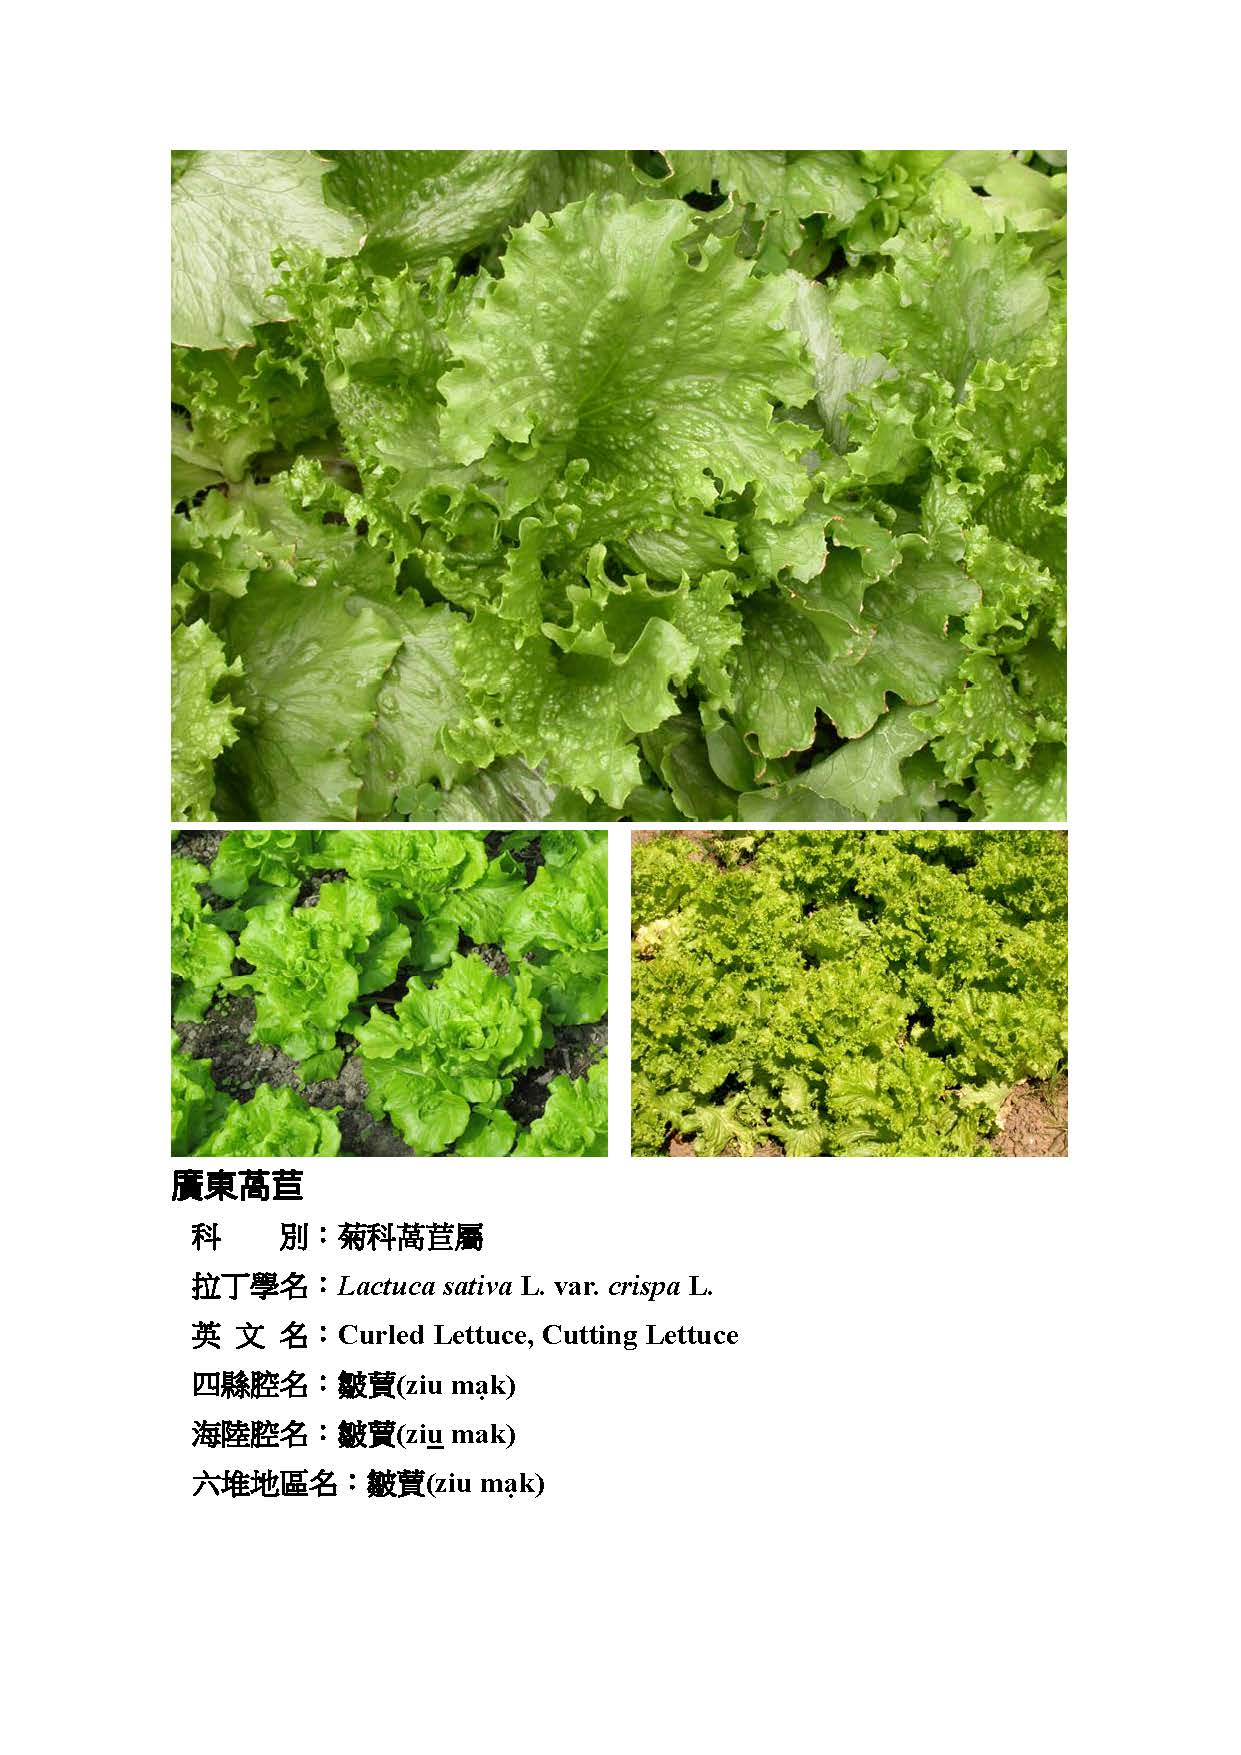 廣東萵苣
科　　別：菊科萵苣屬
拉丁學名：Lactuca sativa L. var. crispa L.
英 文 名：Curled Lettuce, Cutting Lettuce
四縣腔名：皺蕒(ziu mạk)
海陸腔名：皺蕒(ziu̲ mak)
六堆地區名：皺蕒(ziu mạk)